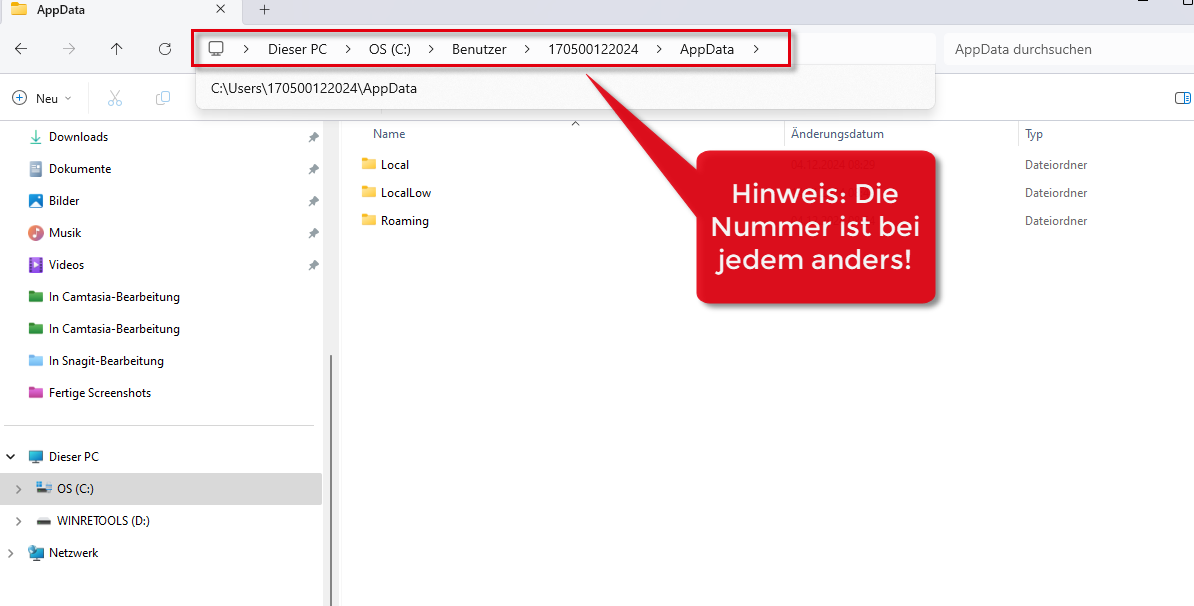 AppData
Dieser PC > OS (C:) > Benutzer > 170500122024 > AppData >
AppData durchsuchen
C:\Users\170500122024\AppData
Neu
Downloads
Dokumente
Bilder
Musik
Videos
In Camtasia-Bearbeitung
In Camtasia-Bearbeitung
In Snagit-Bearbeitung
Fertige Screenshots
Dieser PC
OS (C:)
WINRETOOLS (D:)
Netzwerk
Name Änderungsdatum Typ
Local Dateiordner
LocalLow Dateiordner
Roaming Dateiordner
Hinweis: Die
Nummer ist bei
jedem anders!